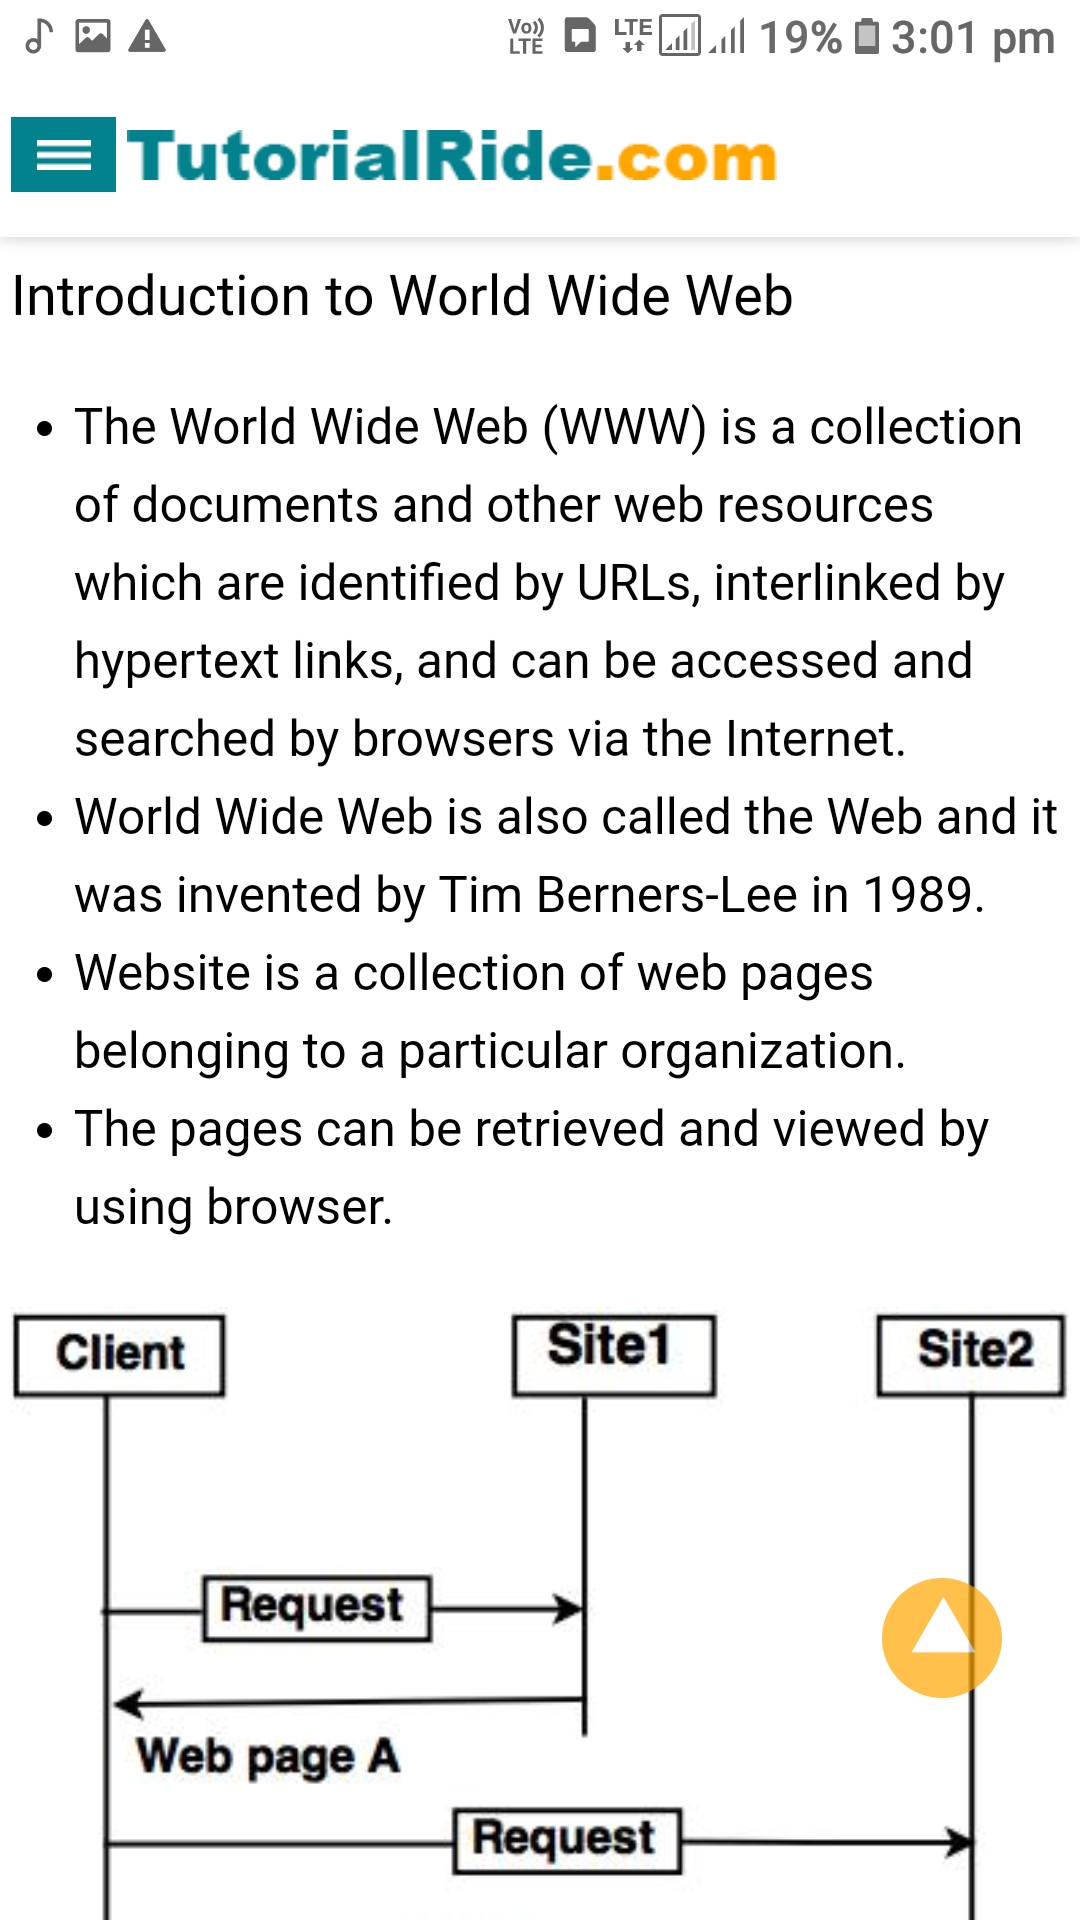 Vo)) LTE LTE 19% 3:01 pm
TutorialRide.com
Introduction to World Wide Web
• The World Wide Web (WWW) is a collection
of documents and other web resources
which are identified by URLs, interlinked by
hypertext links, and can be accessed and
searched by browsers via the Internet.
• World Wide Web is also called the Web and it
was invented by Tim Berners-Lee in 1989.
• Website is a collection of web pages
belonging to a particular organization.
• The pages can be retrieved and viewed by
using browser.
Client Site1 Site2
Request
Web page A
Request